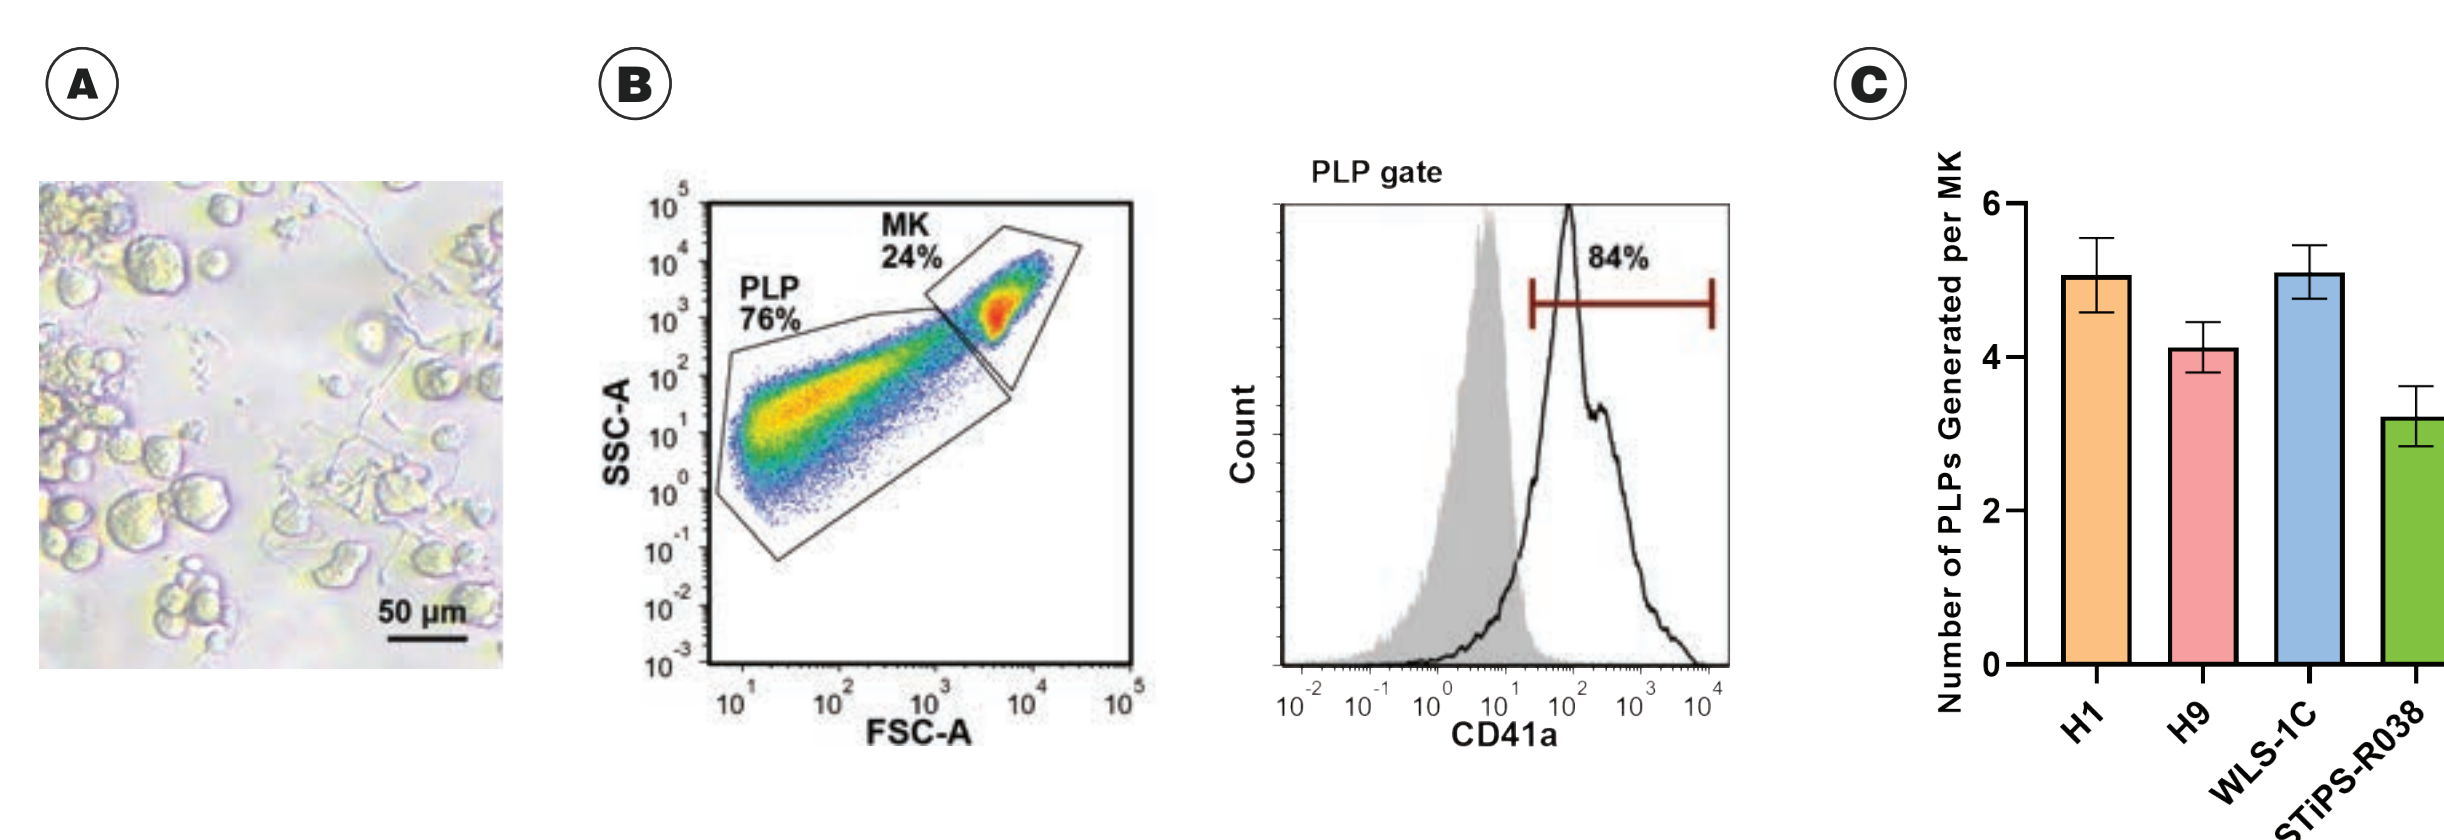 A
50 µm
B
SSC-A
10^5
10^4
10^3
10^2
10^1
10^0
10^-1
10^-2
10^-3
MK
24%
PLP
76%
10^1 10^2 10^3 10^4 10^5
FSC-A
PLP gate
84%
Count
10^-2 10^-1 10^0 10^1 10^2 10^3 10^4
CD41a
C
Number of PLPs Generated per MK
6
4
2
0
H1
H9
WLS-1C
STiPS-R038